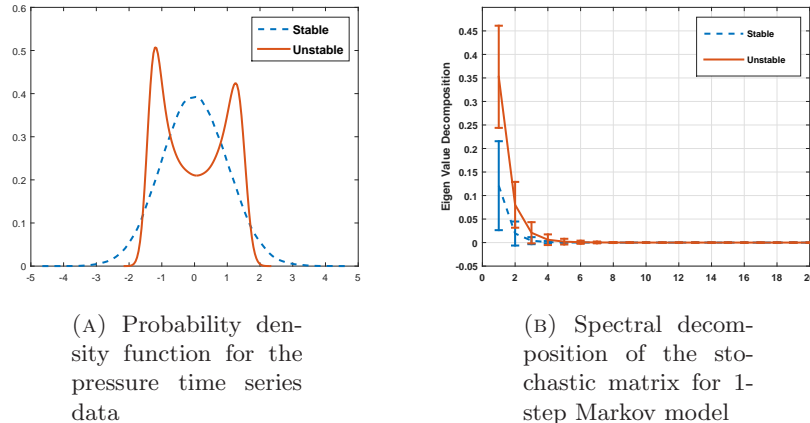 0.6
0.5
0.4
0.3
0.2
0.1
0
-5 -4 -3 -2 -1 0 1 2 3 4 5
Stable
Unstable
(A) Probability den-
sity function for the
pressure time series
data
Eigen Value Decomposition
0.45
0.4
0.35
0.3
0.25
0.2
0.15
0.1
0.05
0
-0.05
0 2 4 6 8 10 12 14 16 18 20
Stable
Unstable
(B) Spectral decom-
position of the sto-
chastic matrix for 1-
step Markov model